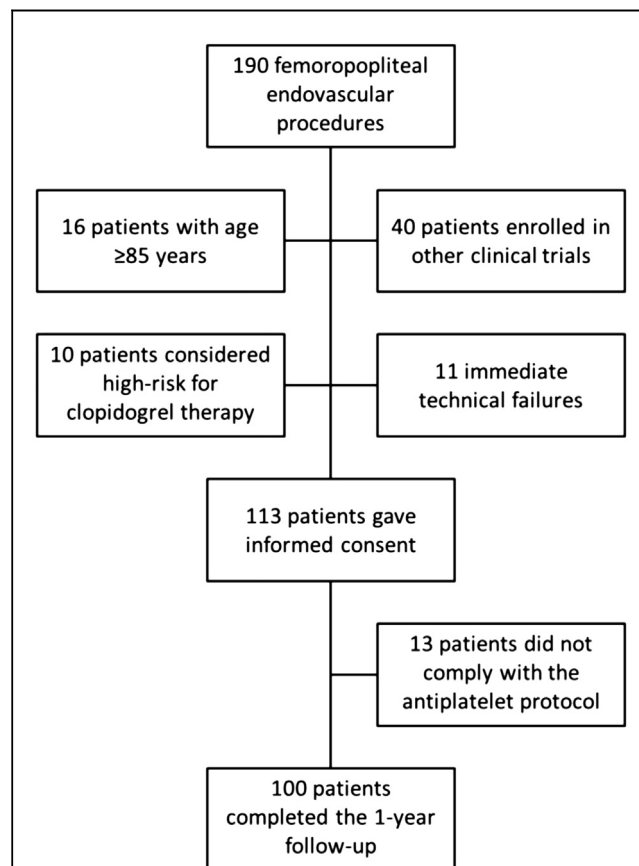 190 femoropopliteal
endovascular
procedures
16 patients with age
≥85 years
40 patients enrolled in
other clinical trials
10 patients considered
high-risk for
clopidogrel therapy
11 immediate
technical failures
113 patients gave
informed consent
13 patients did not
comply with the
antiplatelet protocol
100 patients
completed the 1-year
follow-up